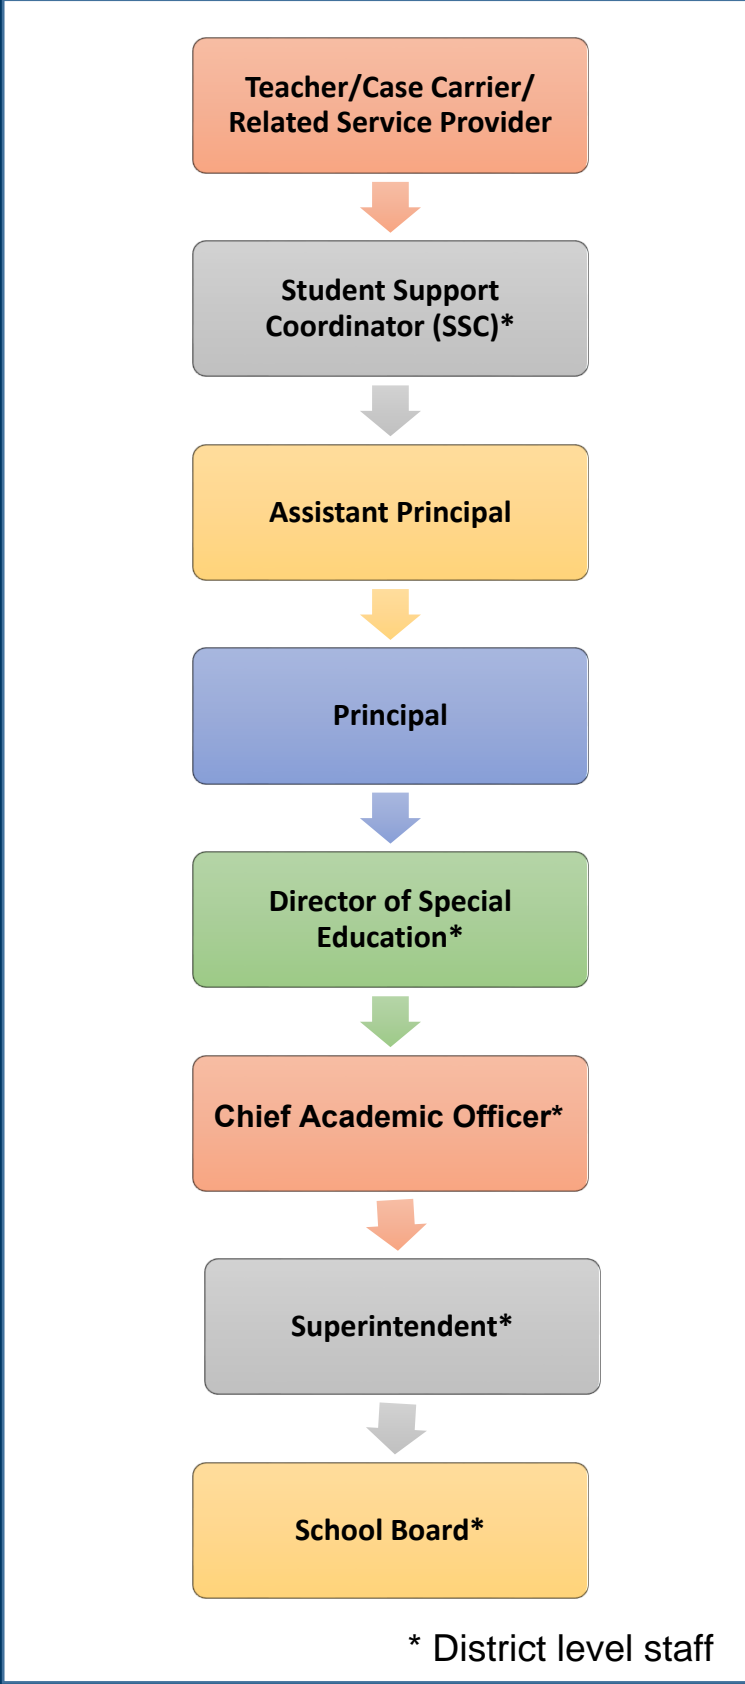 Teacher/Case Carrier/
Related Service Provider
Student Support
Coordinator (SSC)*
Assistant Principal
Principal
Director of Special
Education*
Chief Academic Officer*
Superintendent*
School Board*
* District level staff